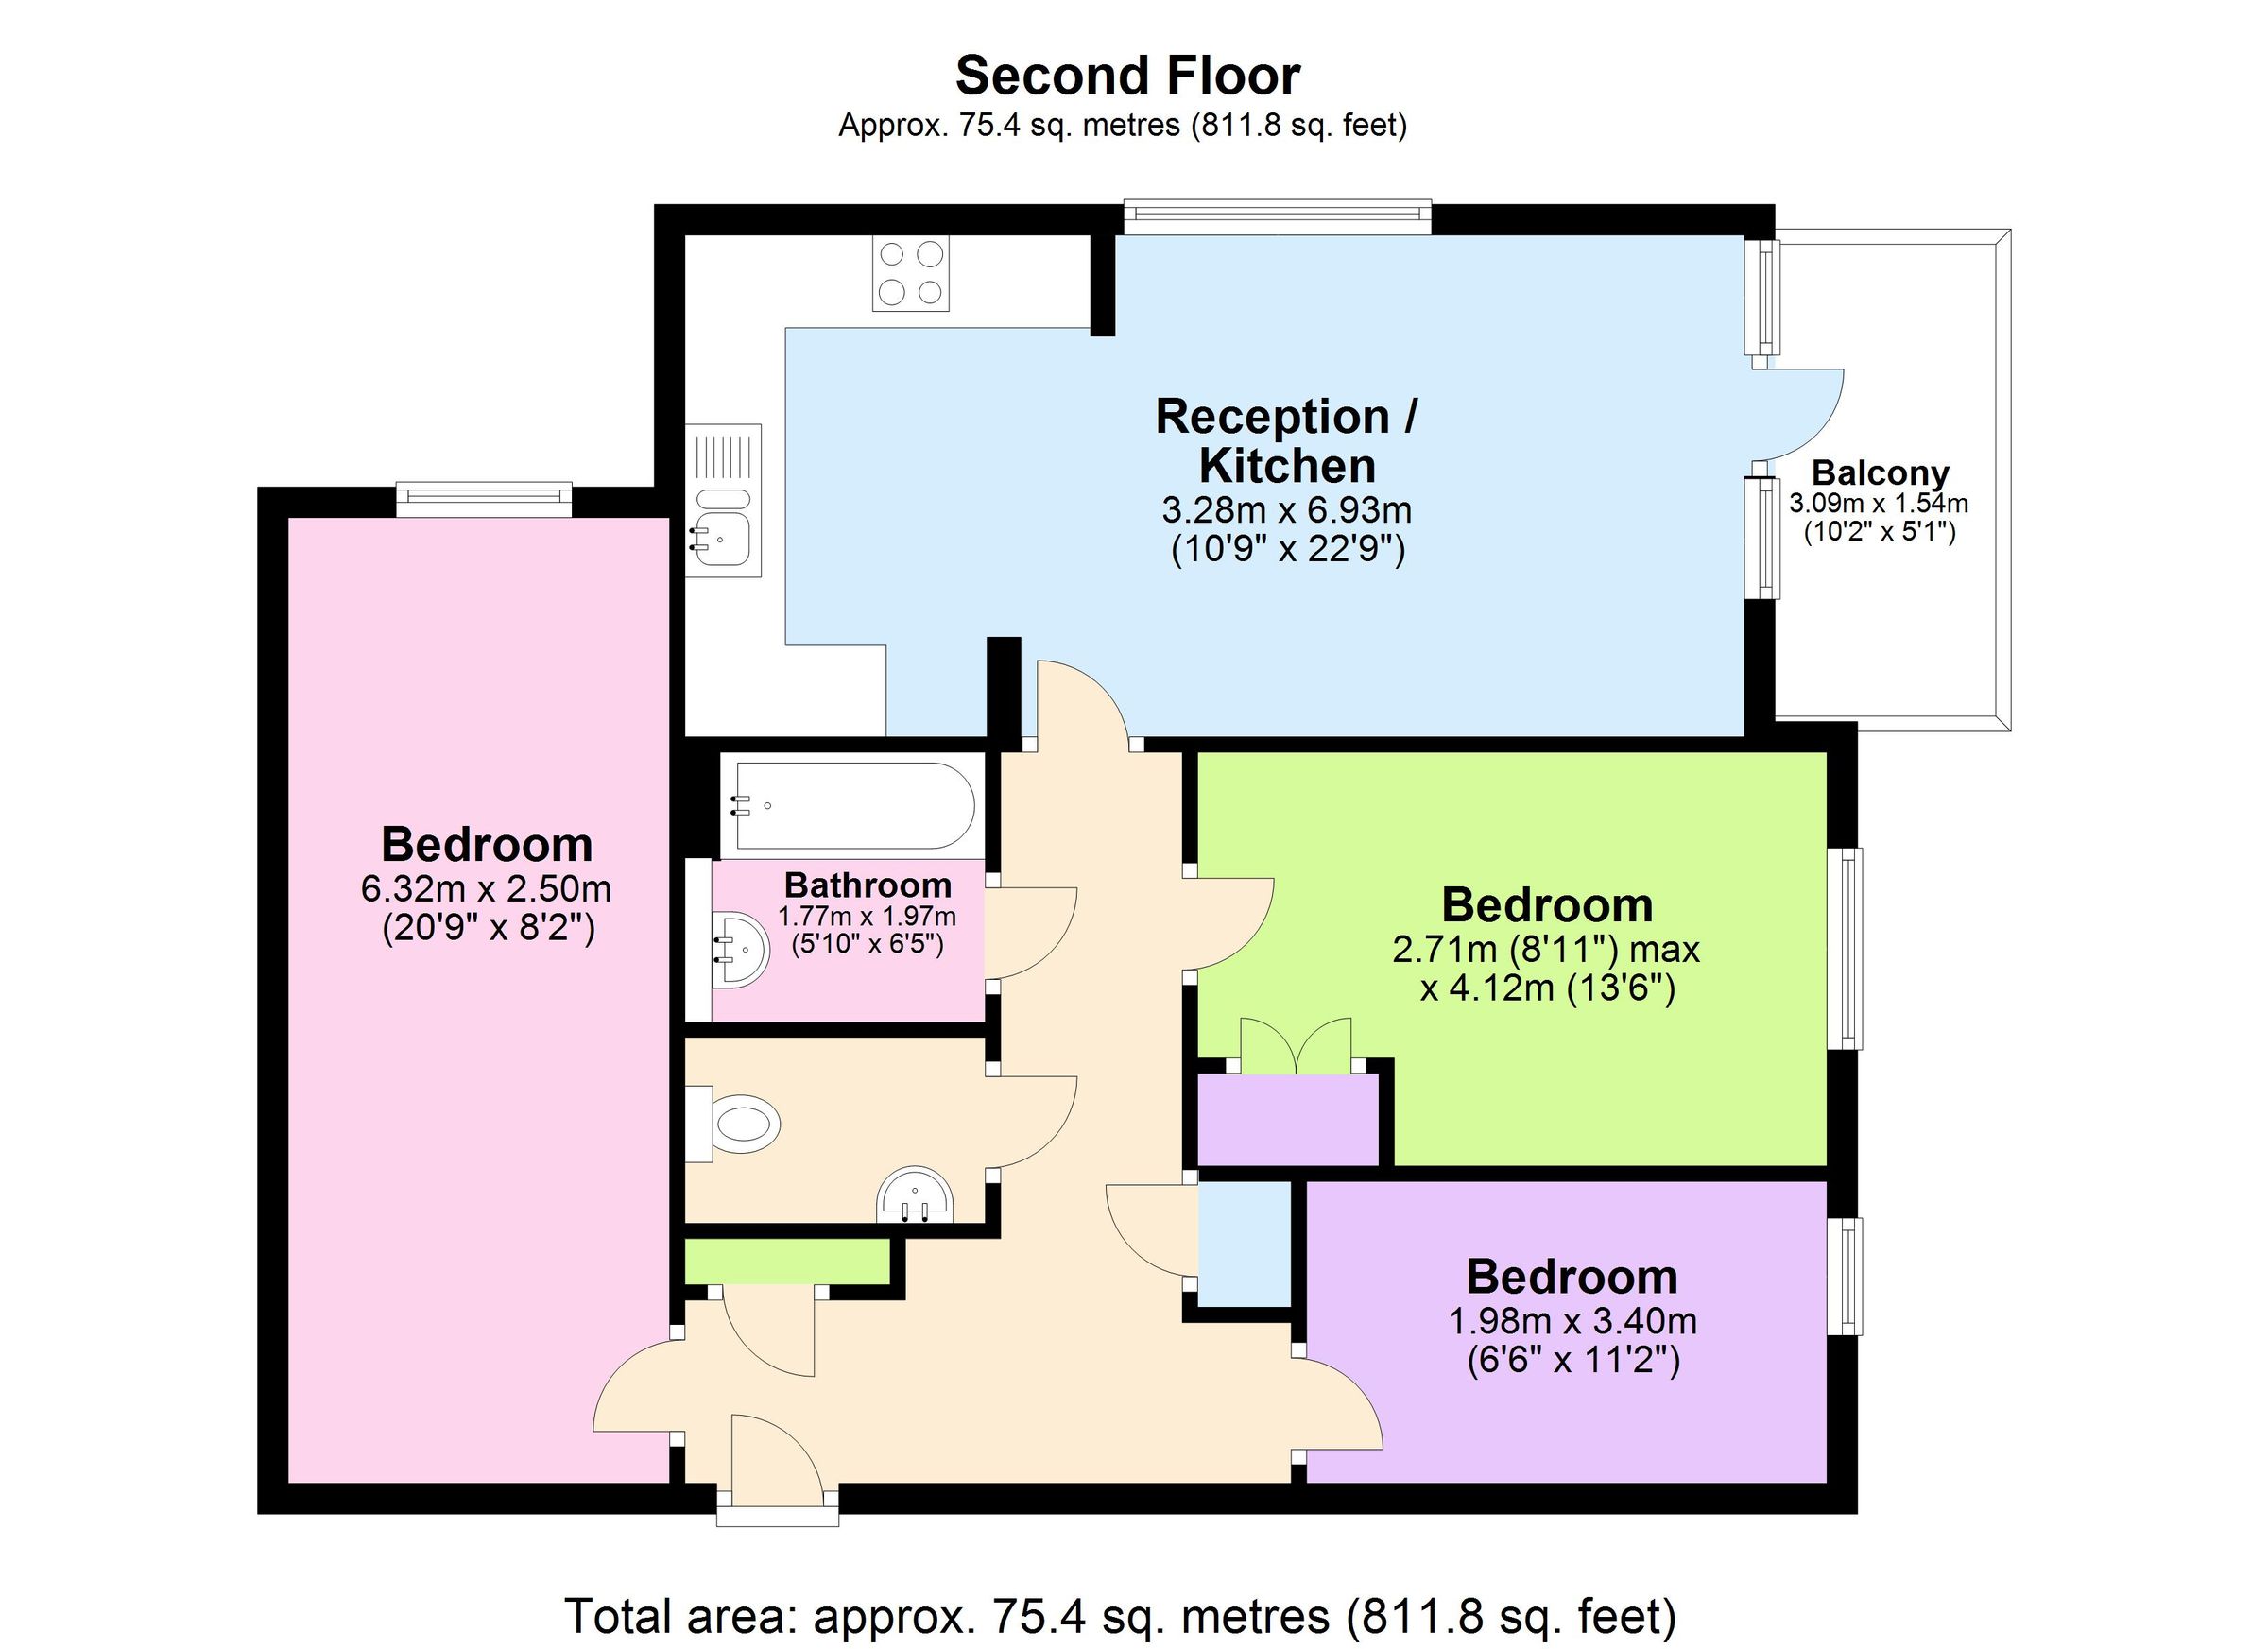 Second Floor
Approx. 75.4 sq. metres (811.8 sq. feet)
Reception /
Kitchen
3.28m x 6.93m
(10'9" x 22'9")
Balcony
3.09m x 1.54m
(10'2" x 5'1")
Bedroom
6.32m x 2.50m
(20'9" x 8'2")
Bathroom
1.77m x 1.97m
(5'10" x 6'5")
Bedroom
2.71m (8'11") max
x 4.12m (13'6")
Bedroom
1.98m x 3.40m
(6'6" x 11'2")
Total area: approx. 75.4 sq. metres (811.8 sq. feet)